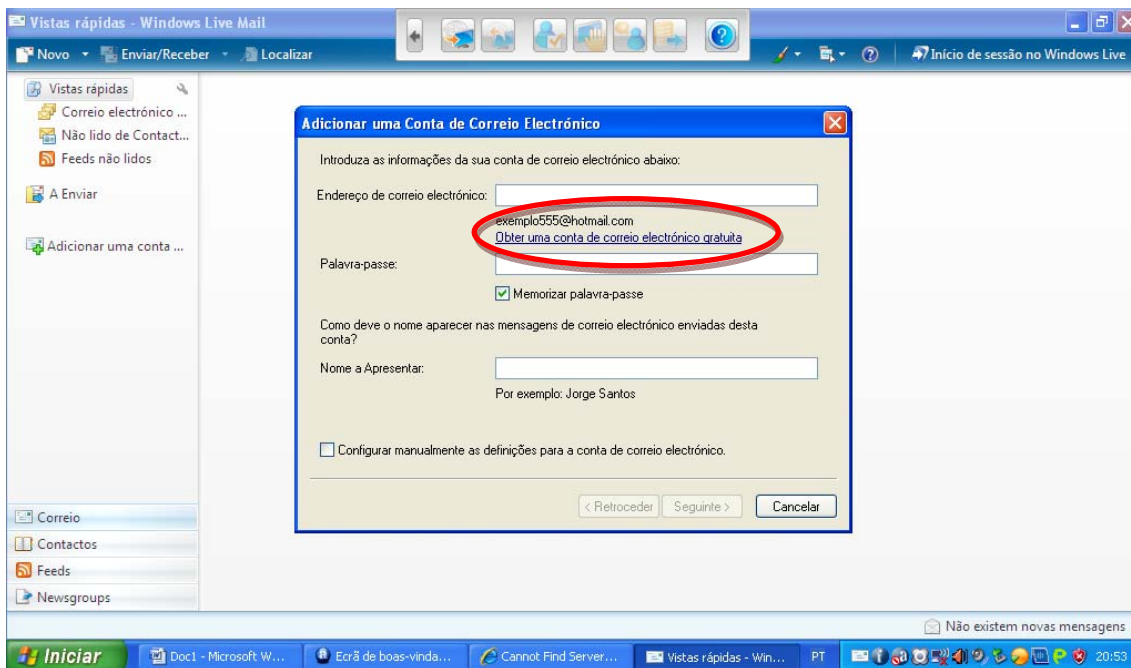 Vistas rápidas - Windows Live Mail
Novo
Enviar/Receber
Localizar
Início de sessão no Windows Live
Vistas rápidas
Correio electrónico ...
Não lido de Contact...
Feeds não lidos
A Enviar
Adicionar uma conta ...
Adicionar uma Conta de Correio Electrónico
Introduza as informações da sua conta de correio electrónico abaixo:
Endereço de correio electrónico:
exemplo555@hotmail.com
Obter uma conta de correio electrónico gratuita
Palavra-passe:
Memorizar palavra-passe
Como deve o nome aparecer nas mensagens de correio electrónico enviadas desta
conta?
Nome a Apresentar:
Por exemplo: Jorge Santos
Configurar manualmente as definições para a conta de correio electrónico.
< Retroceder
Seguinte >
Cancelar
Correio
Contactos
Feeds
Newsgroups
Não existem novas mensagens
Iniciar
Doc1 - Microsoft W...
Ecrã de boas-vinda...
Cannot Find Server...
Vistas rápidas - Win...
PT
20:53